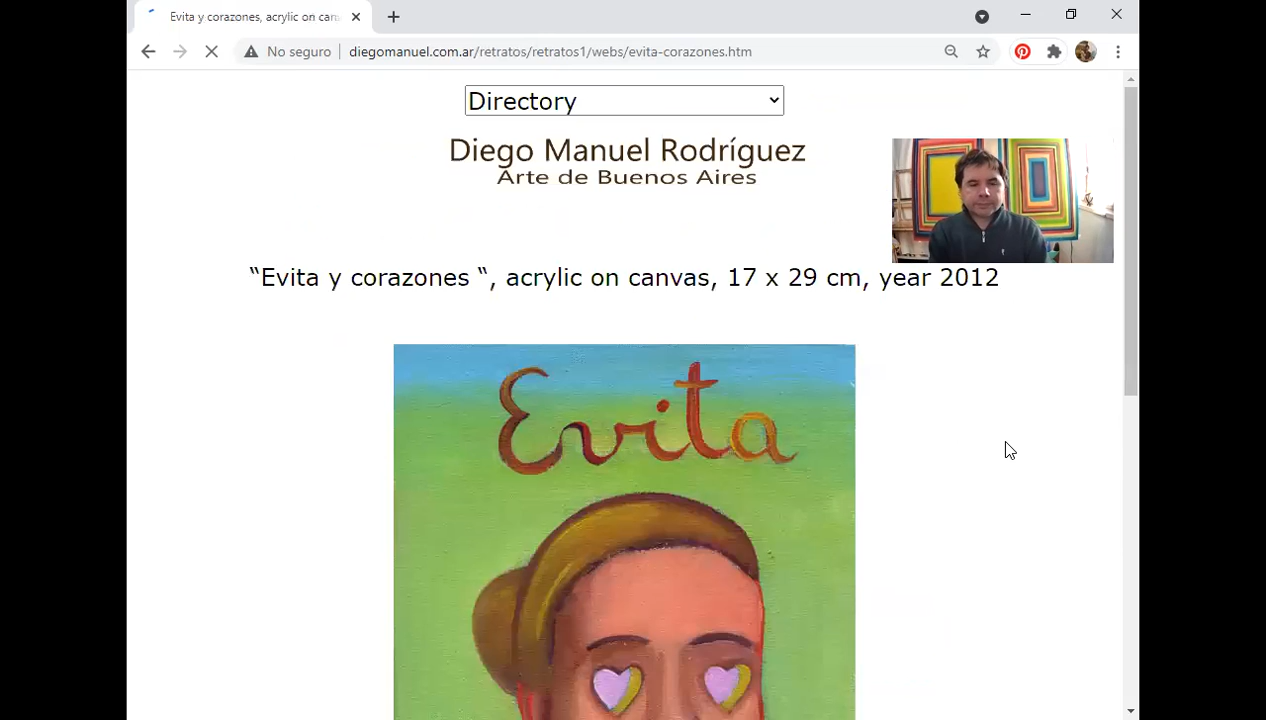 Evita y corazones, acrylic on can
No seguro
diegomanuel.com.ar/retratos/retratos1/webs/evita-corazones.htm
Directory
Diego Manuel Rodríguez
Arte de Buenos Aires
“Evita y corazones “, acrylic on canvas, 17 x 29 cm, year 2012
Evita